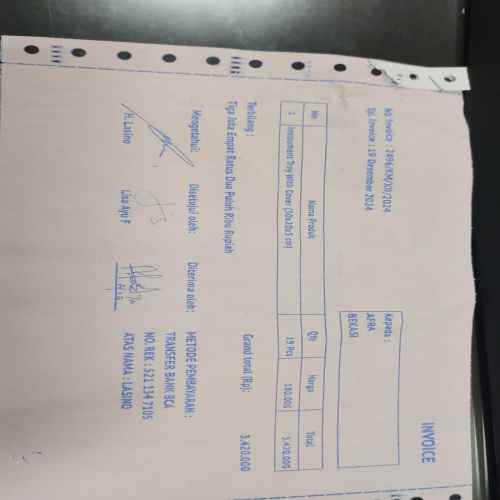 INVOICE
No. Invoice : 2496/KM/XII/2024
Tgl. Invoice : 19 Desember 2024
Kepada :
AFRA
BEKASI
No Nama Produk Qty Harga Total
1 Instrument Tray With Cover (30x20x5 cm) 19 Pcs 180.000 3.420.000
Grand total (Rp): 3.420.000
Terbilang :
Tiga Juta Empat Ratus Dua Puluh Ribu Rupiah
Mengetahui: Disetujui oleh: Diterima oleh:
H. Lasino Lika Ayu F
METODE PEMBAYARAN :
TRANSFER BANK BCA
NO. REK : 521 134 7105
ATAS NAMA : LASINO